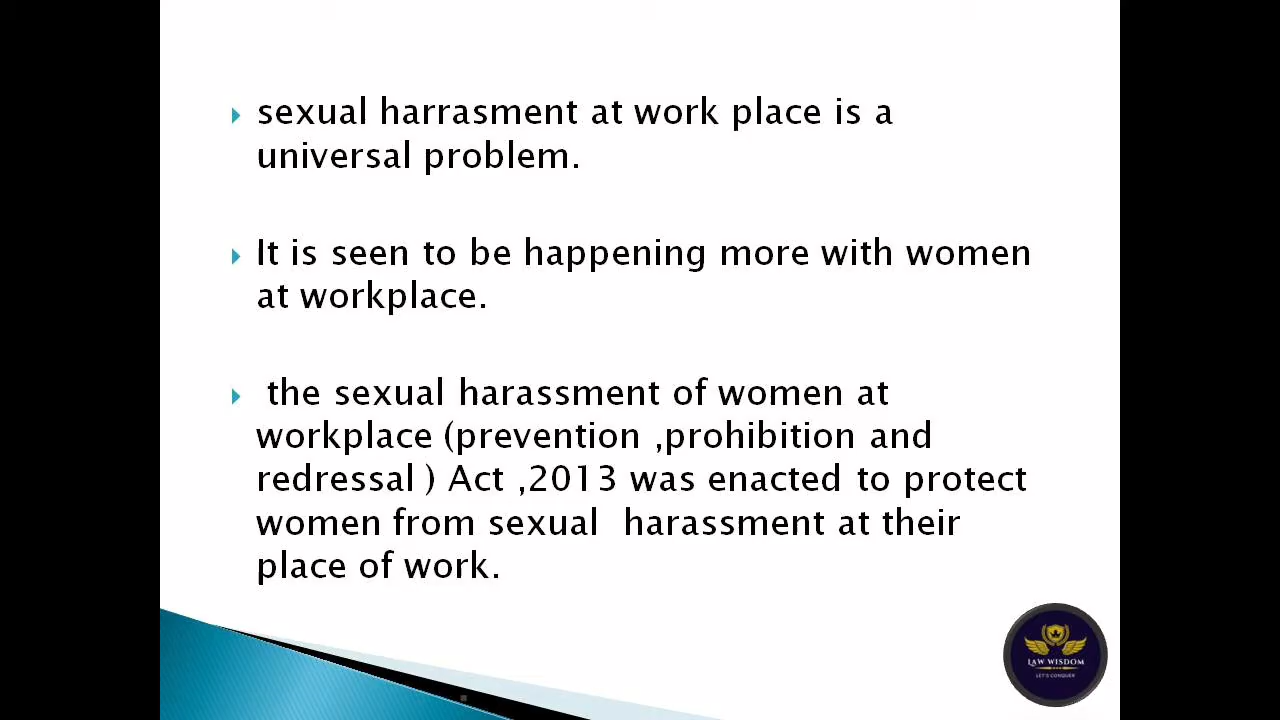 sexual harrasment at work place is a
universal problem.
It is seen to be happening more with women
at workplace.
the sexual harassment of women at
workplace (prevention ,prohibition and
redressal ) Act ,2013 was enacted to protect
women from sexual  harassment at their
place of work.
LAW WISDOM
LET'S CONQUER